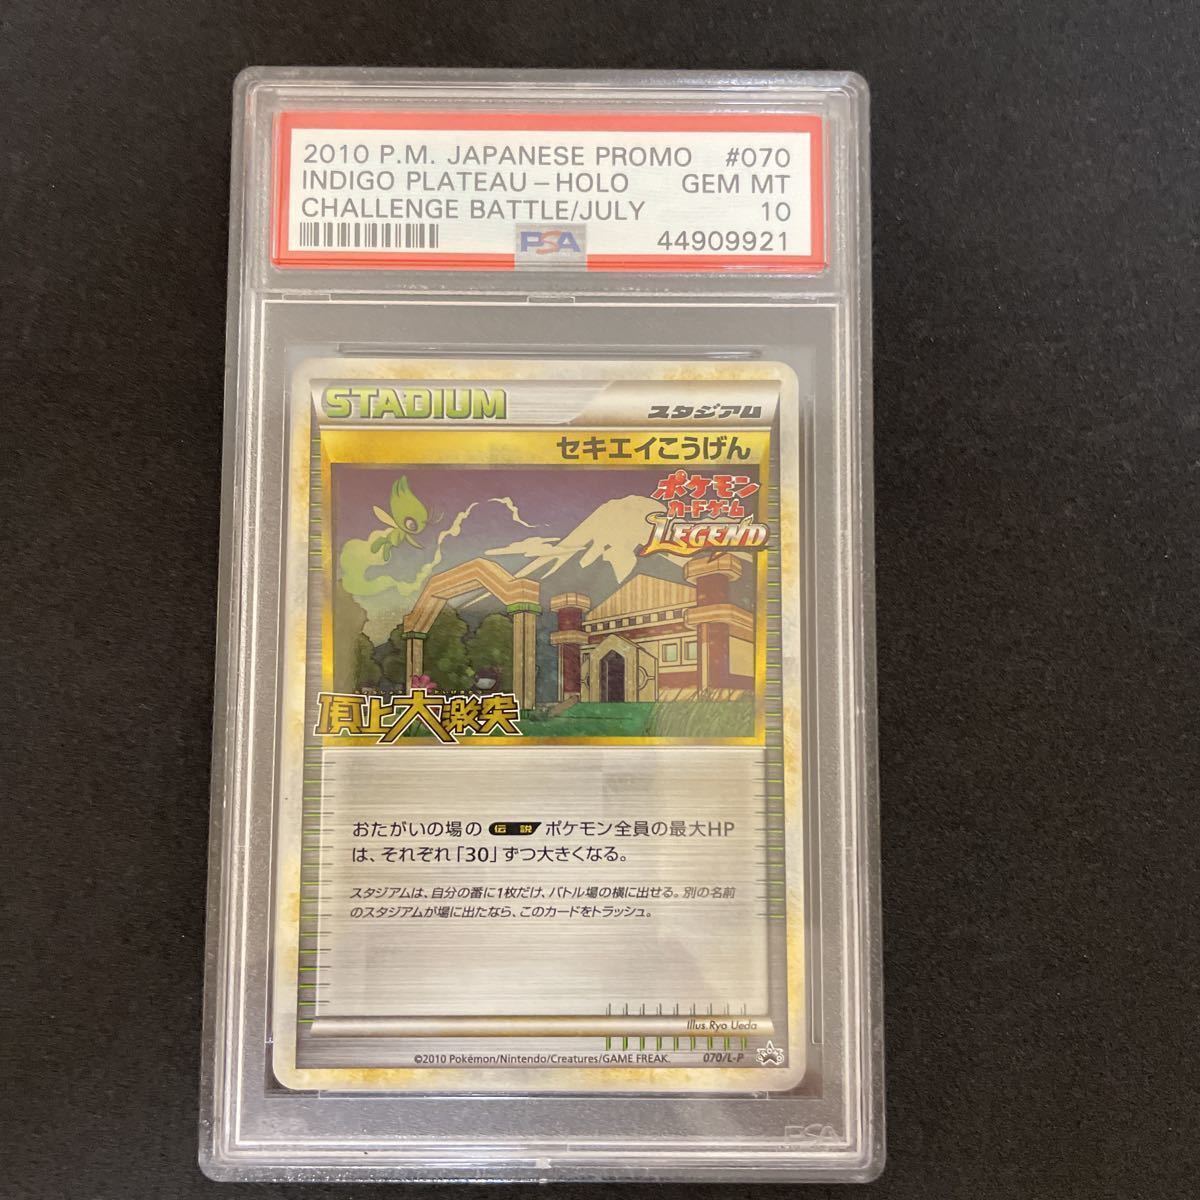 2010 P.M. JAPANESE PROMO #070
INDIGO PLATEAU-HOLO GEM MT
CHALLENGE BATTLE/JULY 10
PSA 44909921
STADIUM スタジアム
セキエイこうげん
ポケモン
カードゲーム
LEGEND
頂上大激突
おたがいの場の 伝説 ポケモン全員の最大HP
は、それぞれ「30」ずつ大きくなる。
スタジアムは、自分の番に1枚だけ、バトル場の横に出せる。別の名前
のスタジアムが場に出たなら、このカードをトラッシュ。
Illus. Ryo Ueda
©2010 Pokémon/Nintendo/Creatures/GAME FREAK. 070/L-P
PROMO
PSA